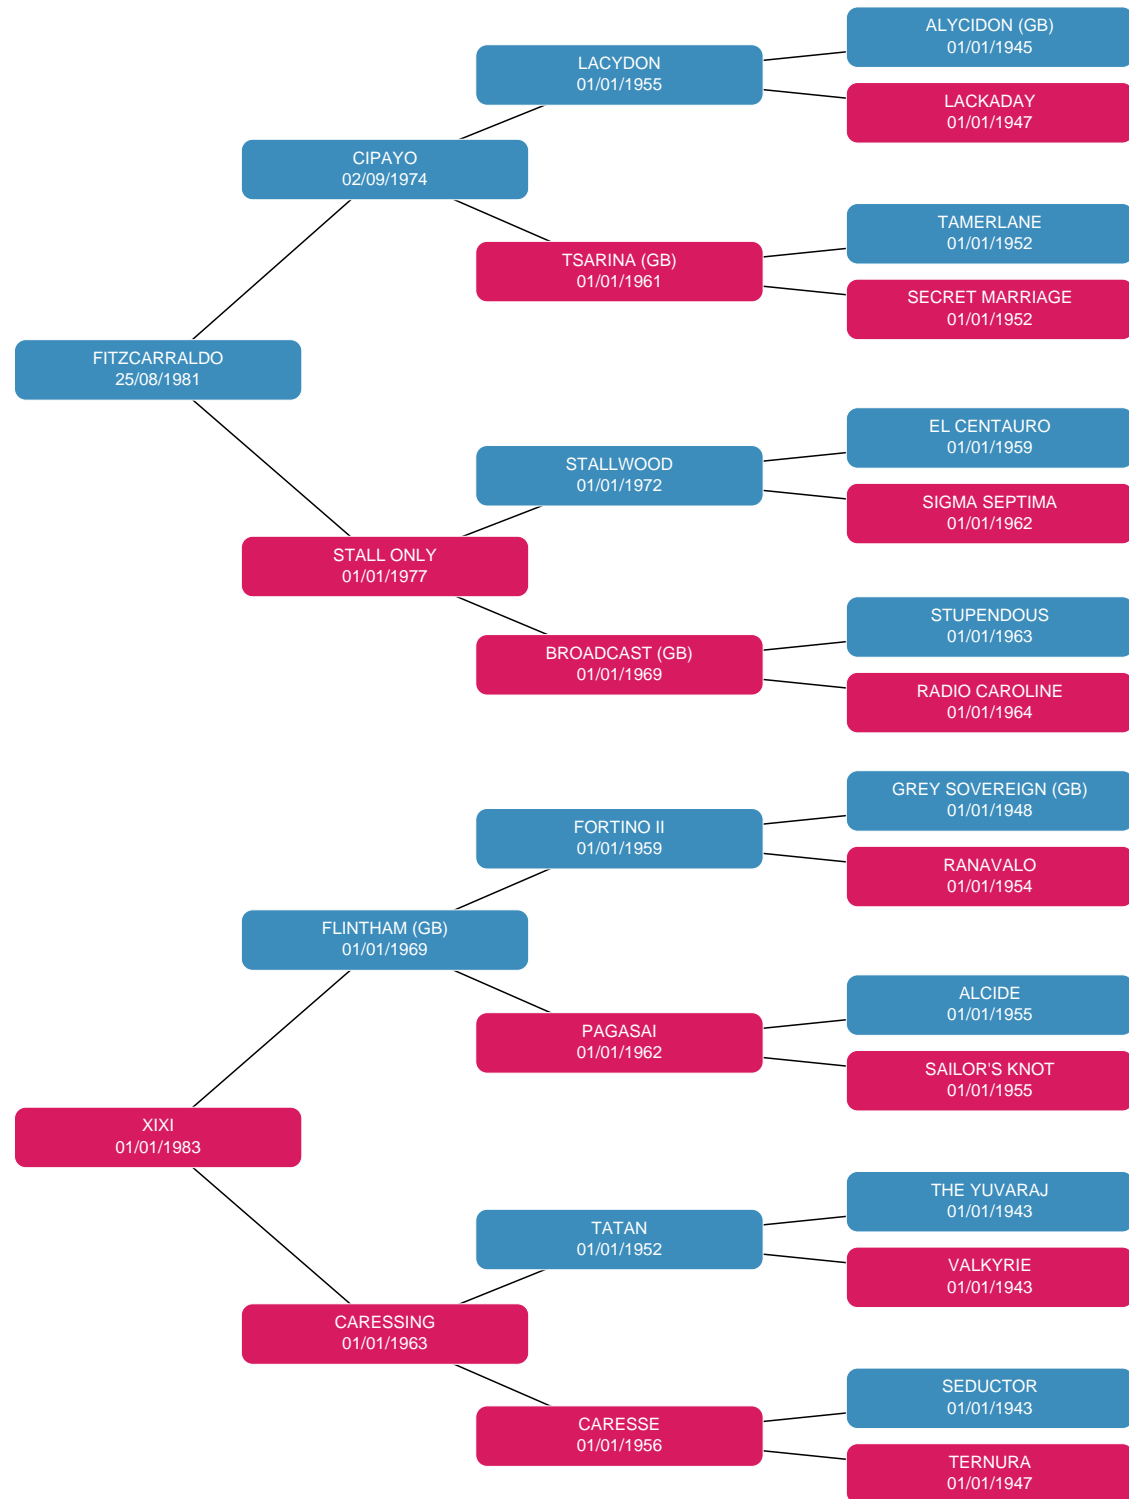 ALYCIDON (GB)
01/01/1945
LACYDON
01/01/1955
LACKADAY
01/01/1947
CIPAYO
02/09/1974
TAMERLANE
01/01/1952
TSARINA (GB)
01/01/1961
SECRET MARRIAGE
01/01/1952
FITZCARRALDO
25/08/1981
EL CENTAURO
01/01/1959
STALLWOOD
01/01/1972
SIGMA SEPTIMA
01/01/1962
STALL ONLY
01/01/1977
STUPENDOUS
01/01/1963
BROADCAST (GB)
01/01/1969
RADIO CAROLINE
01/01/1964
GREY SOVEREIGN (GB)
01/01/1948
FORTINO II
01/01/1959
RANAVALO
01/01/1954
FLINTHAM (GB)
01/01/1969
ALCIDE
01/01/1955
PAGASAI
01/01/1962
SAILOR'S KNOT
01/01/1955
XIXI
01/01/1983
THE YUVARAJ
01/01/1943
TATAN
01/01/1952
VALKYRIE
01/01/1943
CARESSING
01/01/1963
SEDUCTOR
01/01/1943
CARESSE
01/01/1956
TERNURA
01/01/1947